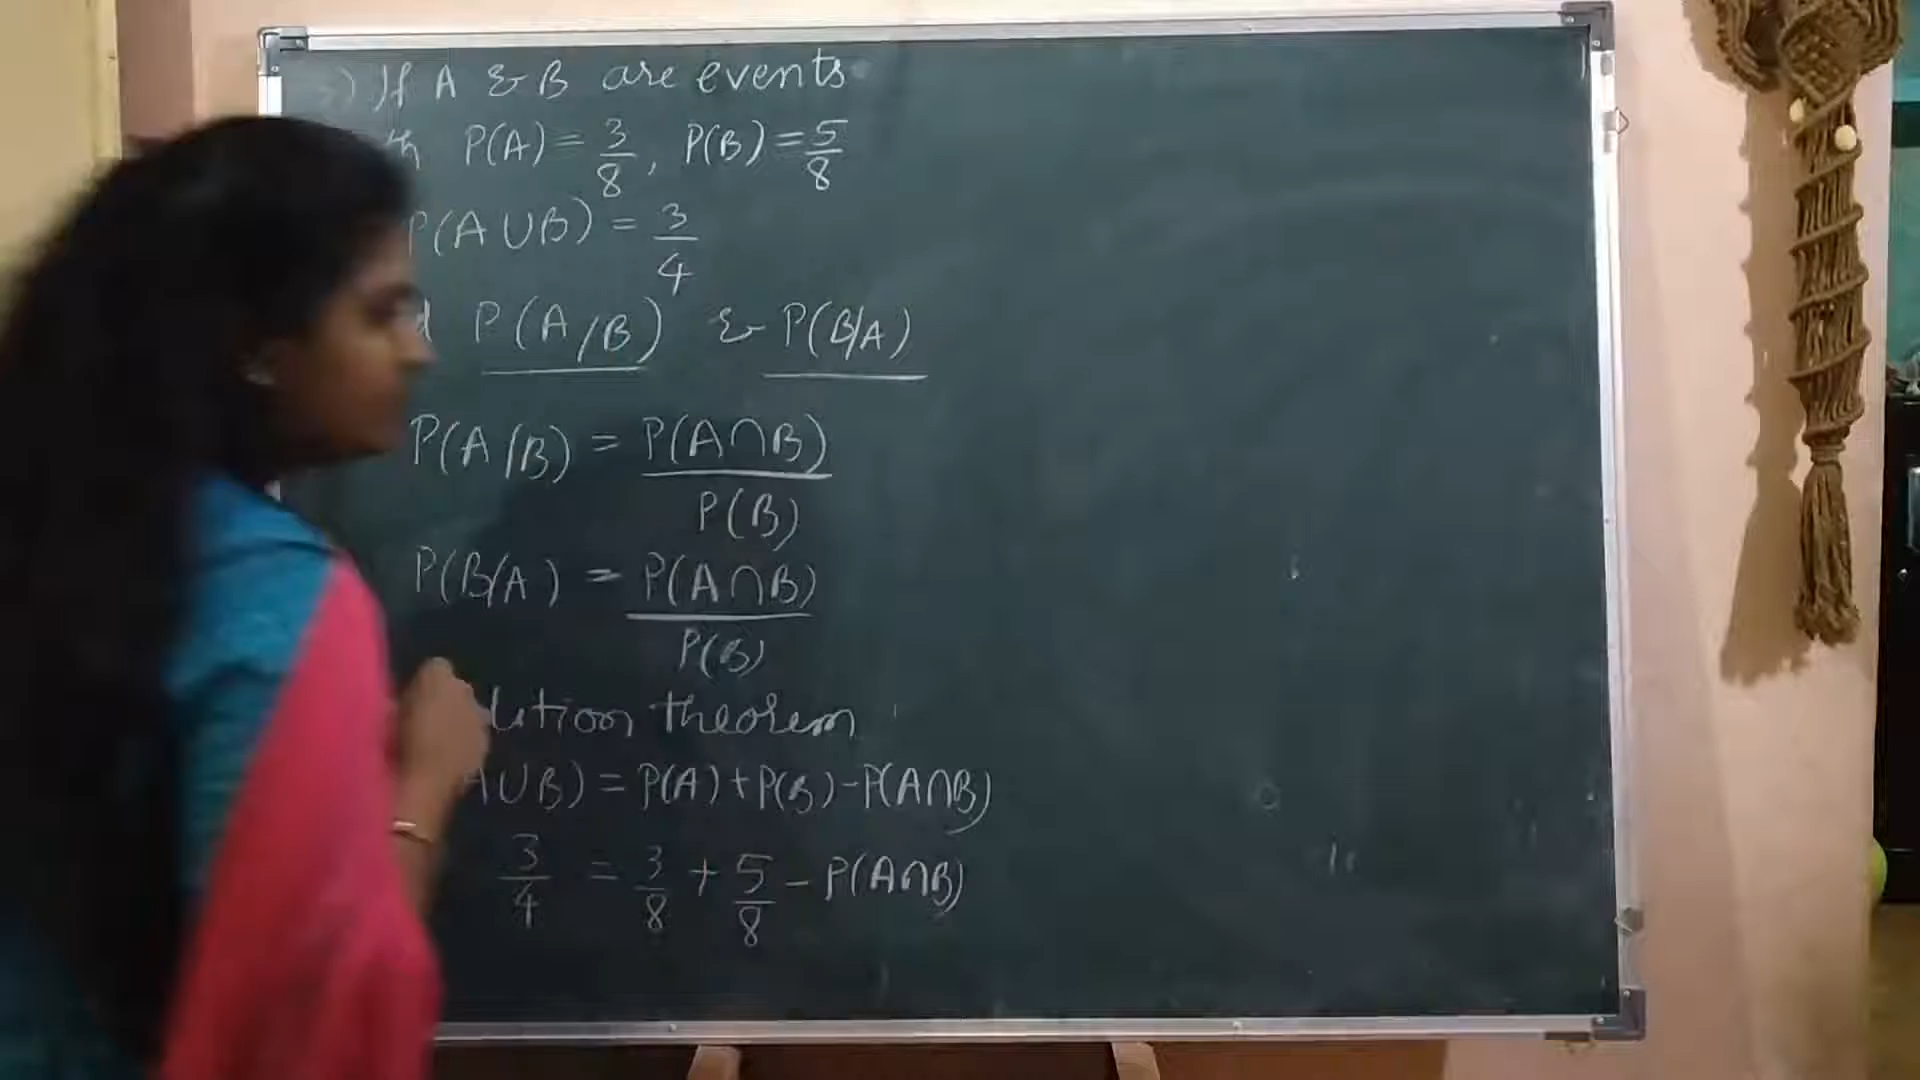 If A & B are events
P(A) = 3/8, P(B) = 5/8
P(A∪B) = 3/4
P(A/B) & P(B/A)
P(A/B) = P(A∩B)/P(B)
P(B/A) = P(A∩B)/P(B)
theorem
A∪B) = P(A)+P(B)-P(A∩B)
3/4 = 3/8 + 5/8 - P(A∩B)